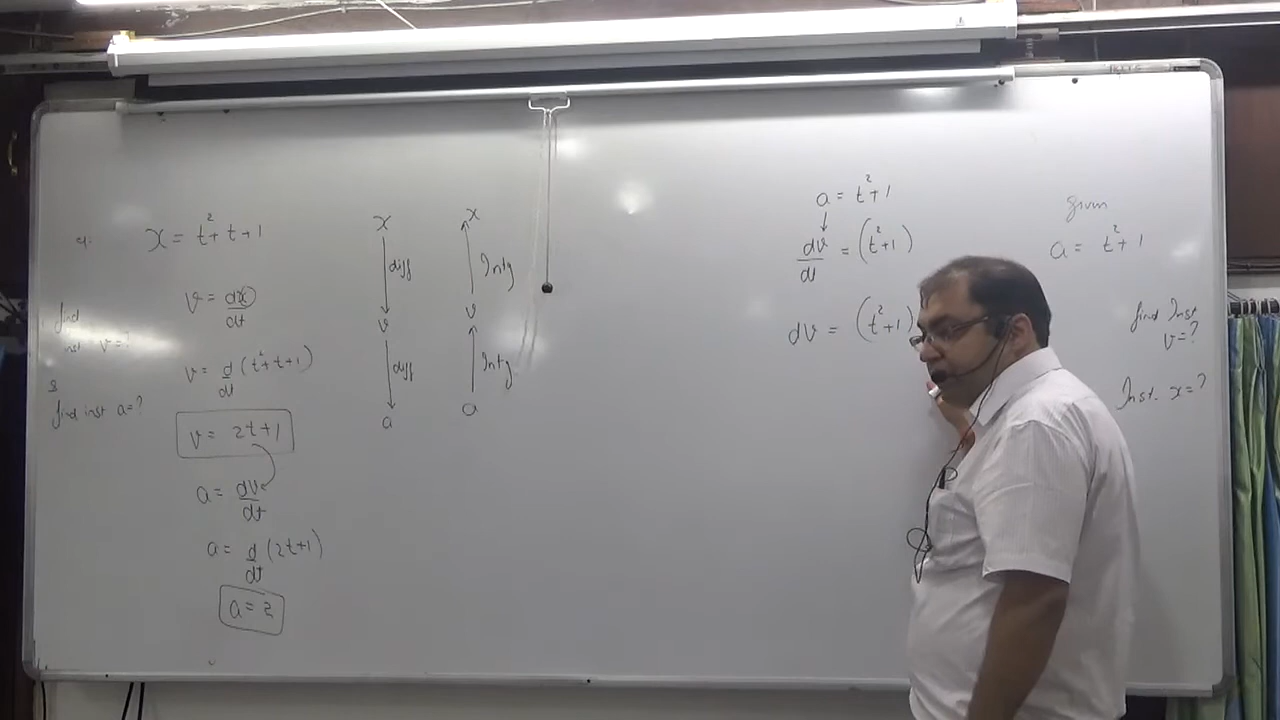 x = t² + t + 1
v = dx/dt
find
inst v = ?
v = d/dt (t² + t + 1)
&
find inst a = ?
v = 2t + 1
a = dv/dt
a = d/dt (2t + 1)
a = 2
x
diff
v
diff
a
x
Intg
v
Intg
a
a = t² + 1
dv/dt = (t² + 1)
dv = (t² + 1)
given
a = t² + 1
find Inst
v = ?
Inst. x = ?